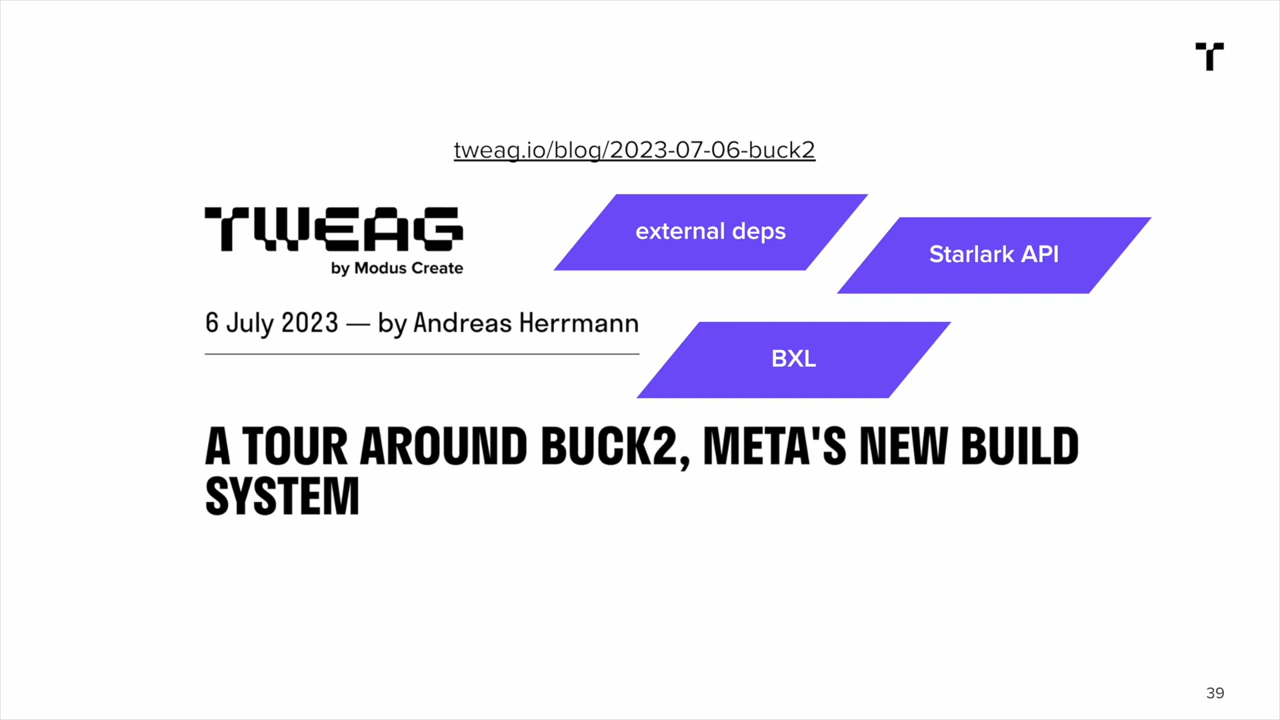 tweag.io/blog/2023-07-06-buck2
TWEAG
by Modus Create
external deps
Starlark API
6 July 2023 — by Andreas Herrmann
BXL
A TOUR AROUND BUCK2, META'S NEW BUILD
SYSTEM
39